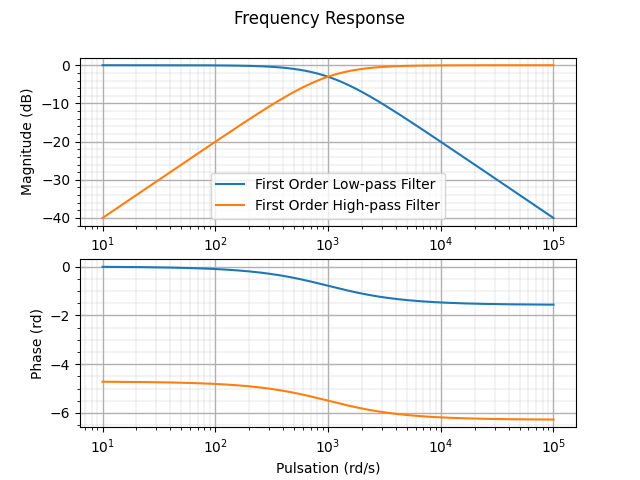 Frequency Response
Magnitude (dB)
0
−10
−20
−30
−40
First Order Low-pass Filter
First Order High-pass Filter
10¹ 10² 10³ 10⁴ 10⁵
Phase (rd)
0
−2
−4
−6
10¹ 10² 10³ 10⁴ 10⁵
Pulsation (rd/s)